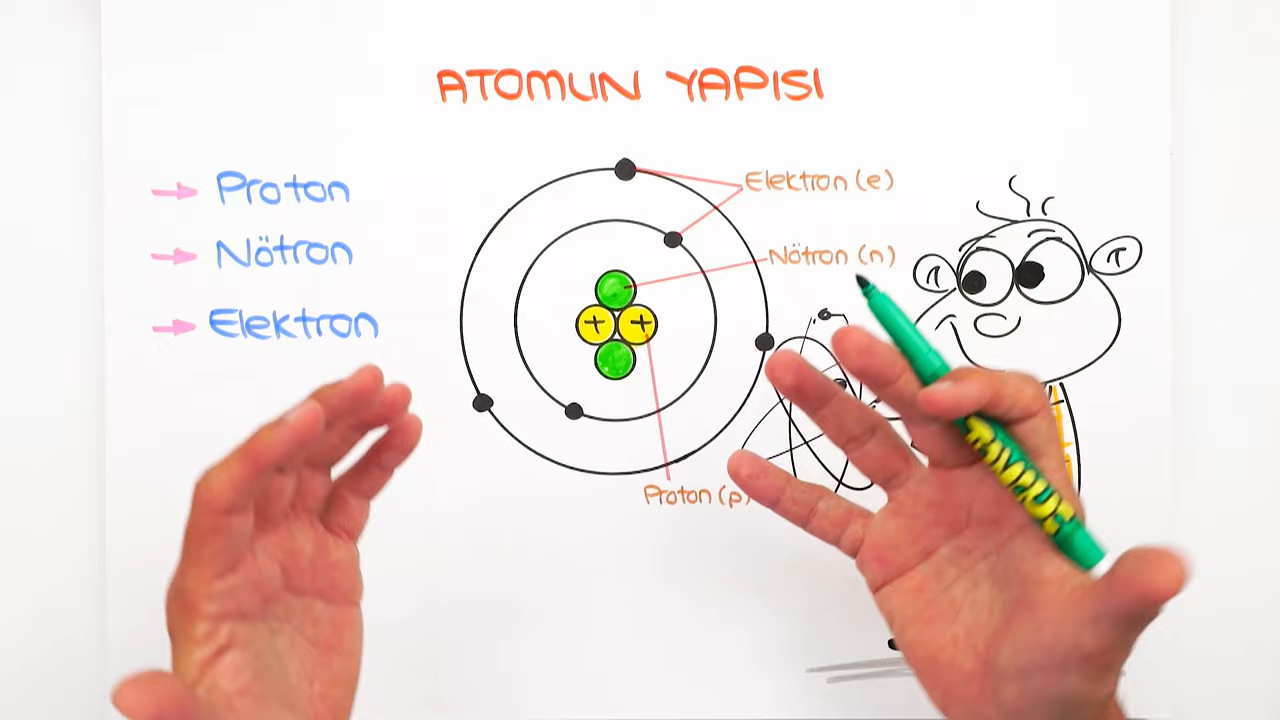 ATOMUN YAPISI
→ Proton
→ Nötron
→ Elektron
Elektron (e)
Nötron (n)
+ +
Proton (p)